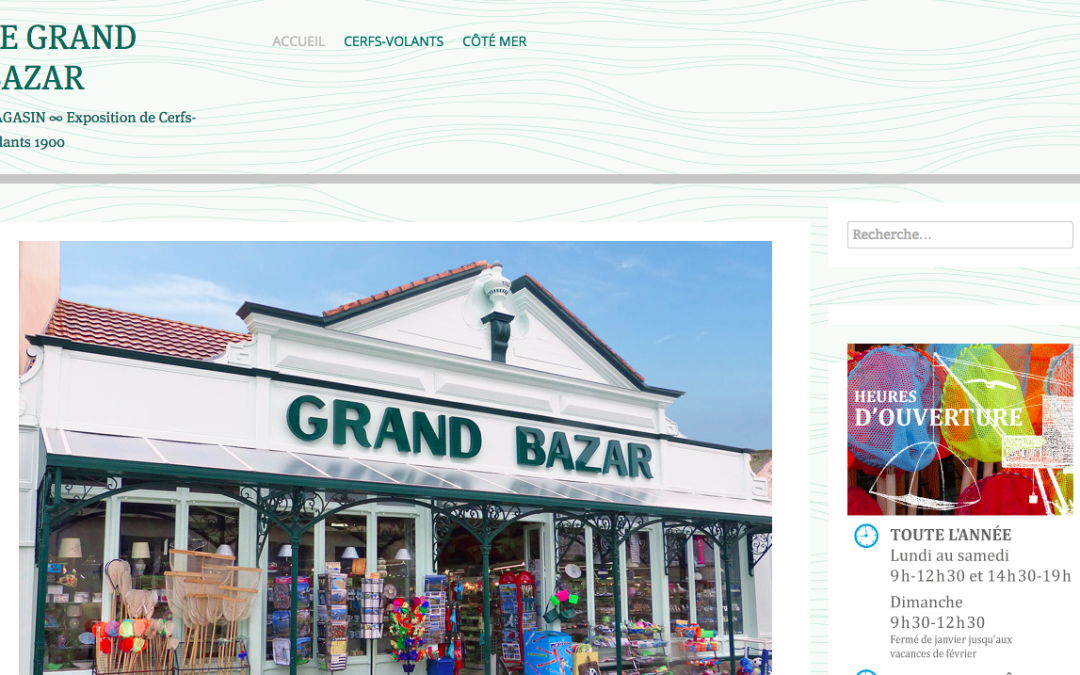 E GRAND
BAZAR
AGASIN ∞ Exposition de Cerfs-
lants 1900
ACCUEIL CERFS-VOLANTS CÔTÉ MER
Recherche...
GRAND BAZAR
HEURES
D'OUVERTURE
TOUTE L'ANNÉE
Lundi au samedi
9h-12h30 et 14h30-19h
Dimanche
9h30-12h30
Fermé de janvier jusqu'aux
vacances de février